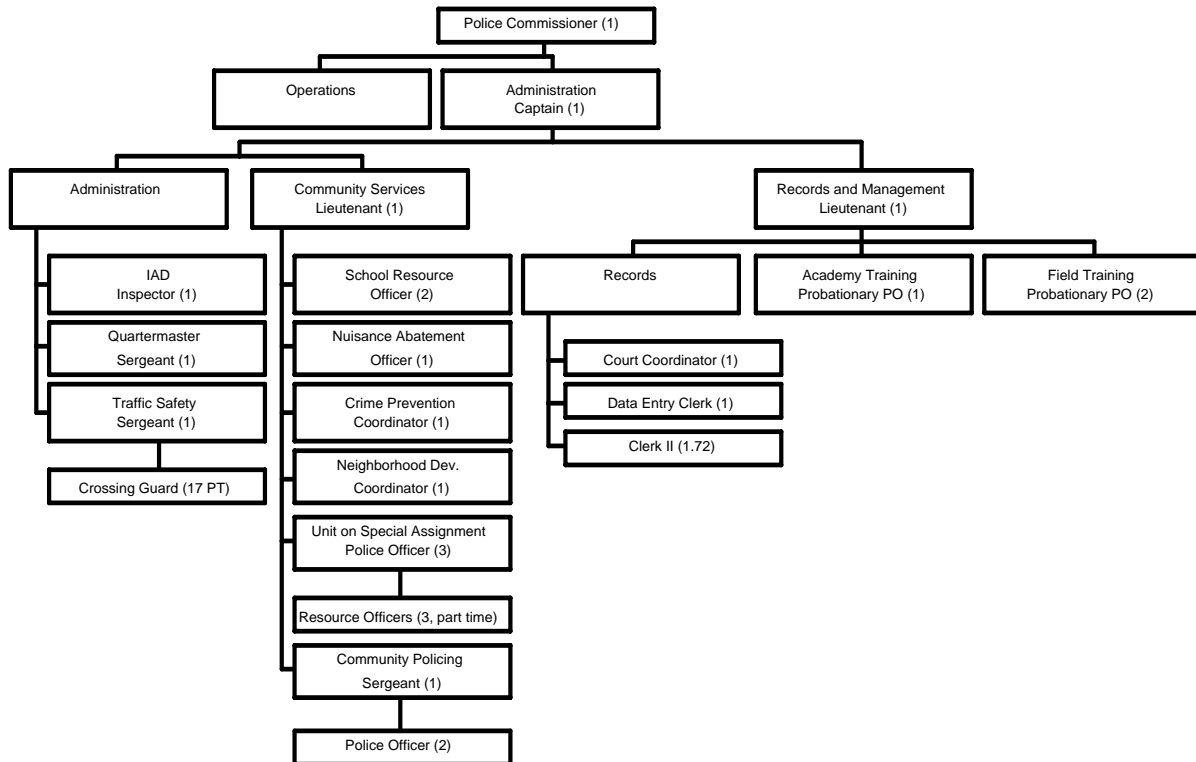 Police Commissioner (1)
Operations
Administration
Captain (1)
Administration
Community Services
Lieutenant (1)
Records and Management
Lieutenant (1)
IAD
Inspector (1)
School Resource
Officer (2)
Records
Academy Training
Probationary PO (1)
Field Training
Probationary PO (2)
Quartermaster
Sergeant (1)
Nuisance Abatement
Officer (1)
Court Coordinator (1)
Traffic Safety
Sergeant (1)
Crime Prevention
Coordinator (1)
Data Entry Clerk (1)
Clerk II (1.72)
Crossing Guard (17 PT)
Neighborhood Dev.
Coordinator (1)
Unit on Special Assignment
Police Officer (3)
Resource Officers (3, part time)
Community Policing
Sergeant (1)
Police Officer (2)